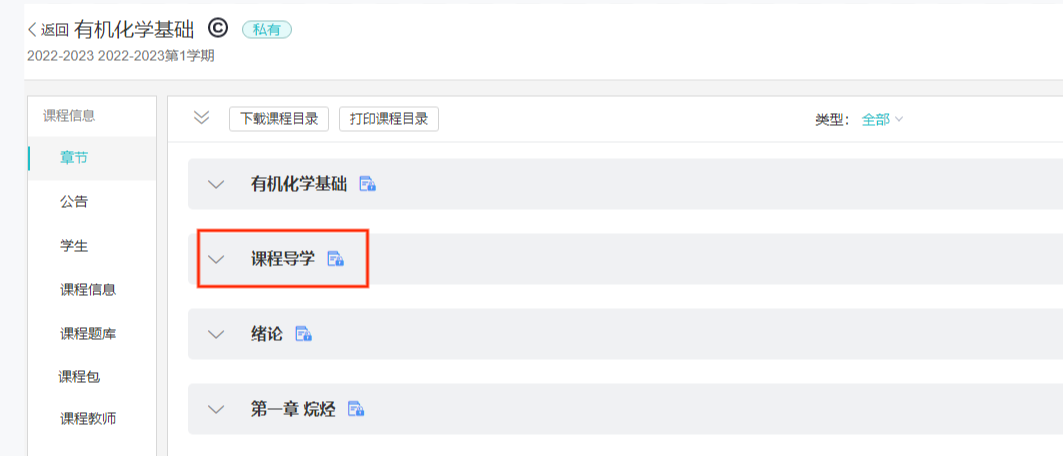 返回 有机化学基础 © 私有
2022-2023 2022-2023第1学期
课程信息
章节
公告
学生
课程信息
课程题库
课程包
课程教师
下载课程目录 打印课程目录 类型: 全部
有机化学基础
课程导学
绪论
第一章 烷烃